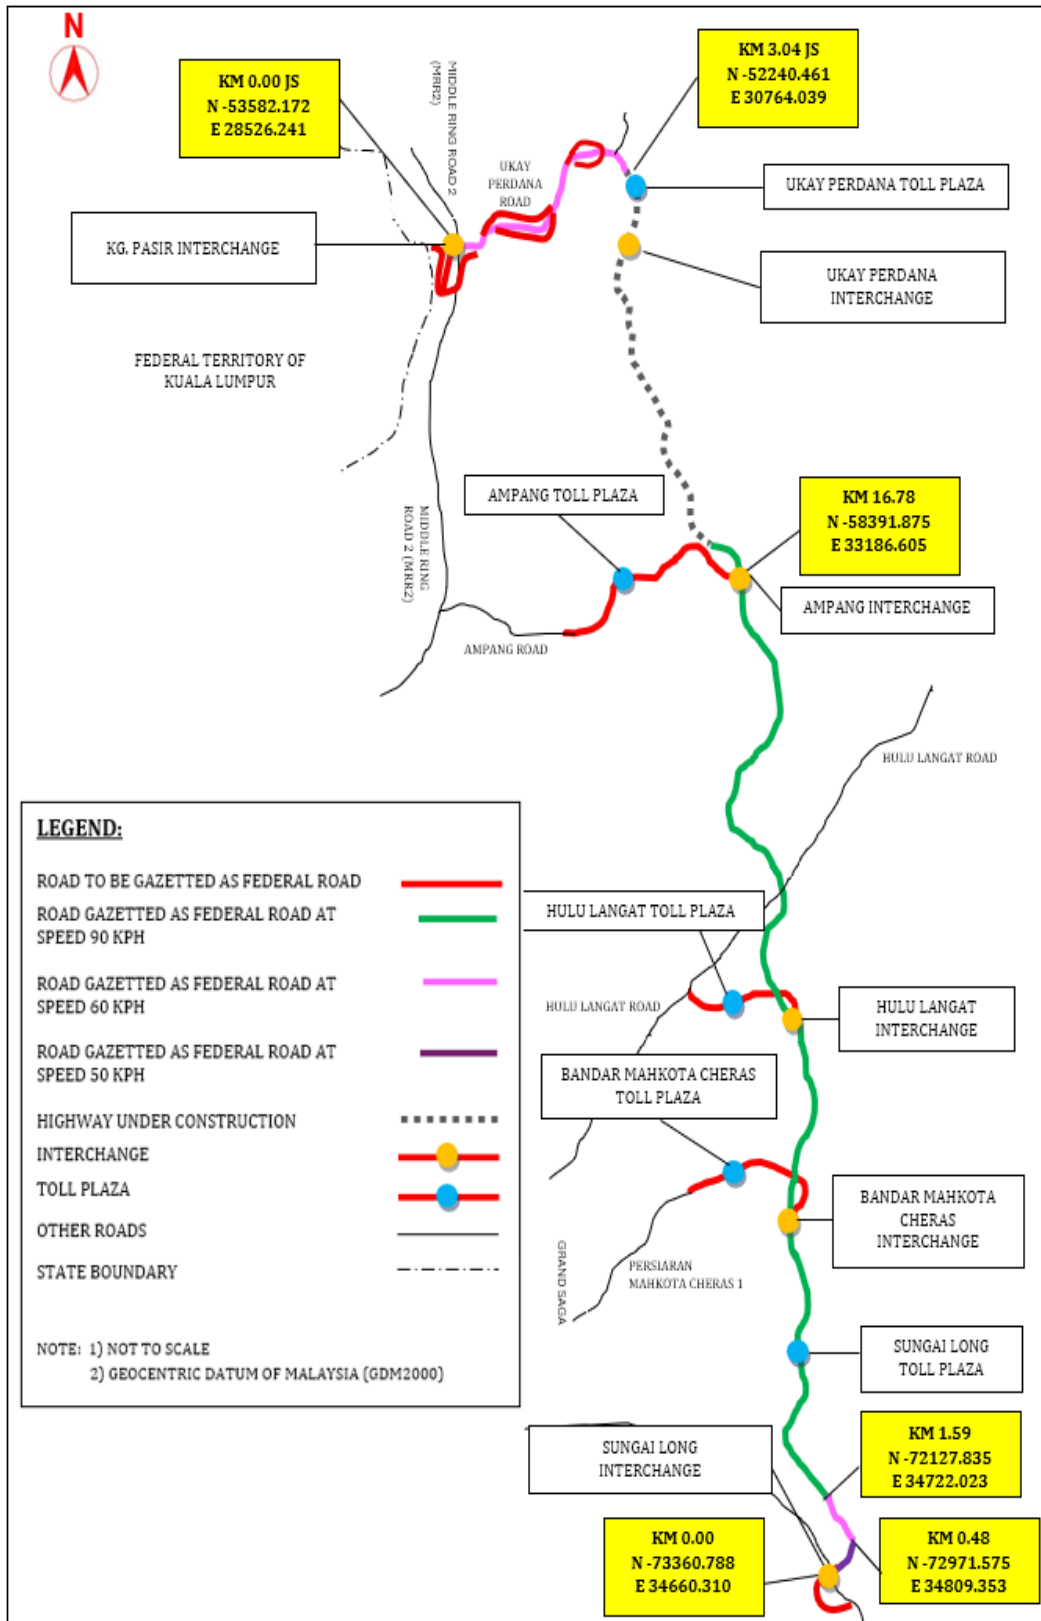 N
KM 0.00 JS
N -53582.172
E 28526.241
MIDDLE RING ROAD 2
(MRR2)
KM 3.04 JS
N -52240.461
E 30764.039
UKAY
PERDANA
ROAD
UKAY PERDANA TOLL PLAZA
KG. PASIR INTERCHANGE
UKAY PERDANA
INTERCHANGE
FEDERAL TERRITORY OF
KUALA LUMPUR
AMPANG TOLL PLAZA
KM 16.78
N -58391.875
E 33186.605
MIDDLE RING
ROAD 2 (MRR2)
AMPANG INTERCHANGE
AMPANG ROAD
HULU LANGAT ROAD
LEGEND:
ROAD TO BE GAZETTED AS FEDERAL ROAD
ROAD GAZETTED AS FEDERAL ROAD AT
SPEED 90 KPH
ROAD GAZETTED AS FEDERAL ROAD AT
SPEED 60 KPH
ROAD GAZETTED AS FEDERAL ROAD AT
SPEED 50 KPH
HIGHWAY UNDER CONSTRUCTION
INTERCHANGE
TOLL PLAZA
OTHER ROADS
STATE BOUNDARY
NOTE: 1) NOT TO SCALE
2) GEOCENTRIC DATUM OF MALAYSIA (GDM2000)
HULU LANGAT TOLL PLAZA
HULU LANGAT ROAD
HULU LANGAT
INTERCHANGE
BANDAR MAHKOTA CHERAS
TOLL PLAZA
BANDAR MAHKOTA
CHERAS
INTERCHANGE
GRAND SAGA
PERSIARAN
MAHKOTA CHERAS 1
SUNGAI LONG
TOLL PLAZA
SUNGAI LONG
INTERCHANGE
KM 1.59
N -72127.835
E 34722.023
KM 0.00
N -73360.788
E 34660.310
KM 0.48
N -72971.575
E 34809.353